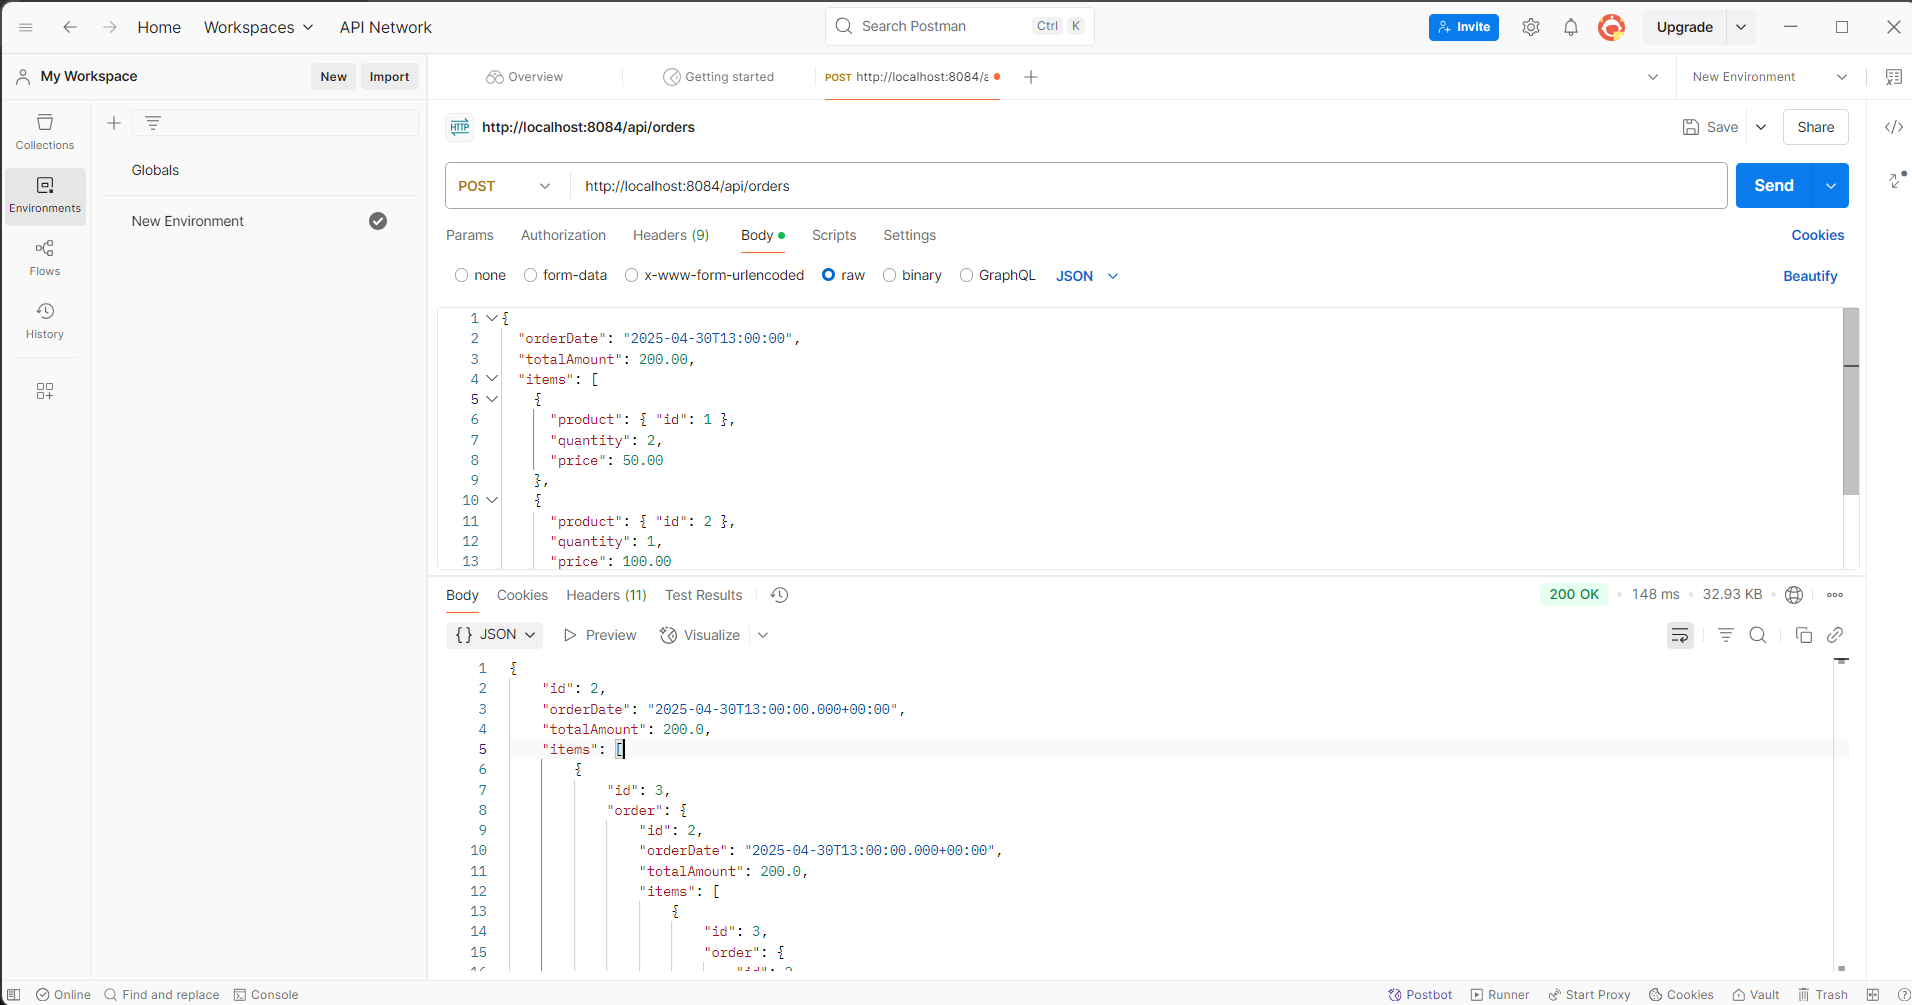 Home
Workspaces
API Network
Search Postman
Ctrl K
Invite
Upgrade
My Workspace
New
Import
Overview
Getting started
POST http://localhost:8084/a
New Environment
Collections
Environments
Flows
History
Globals
New Environment
HTTP http://localhost:8084/api/orders
Save
Share
POST
http://localhost:8084/api/orders
Send
Params
Authorization
Headers (9)
Body
Scripts
Settings
Cookies
none
form-data
x-www-form-urlencoded
raw
binary
GraphQL
JSON
Beautify
1 {
2 "orderDate": "2025-04-30T13:00:00",
3 "totalAmount": 200.00,
4 "items": [
5 {
6 "product": { "id": 1 },
7 "quantity": 2,
8 "price": 50.00
9 },
10 {
11 "product": { "id": 2 },
12 "quantity": 1,
13 "price": 100.00
Body
Cookies
Headers (11)
Test Results
200 OK
148 ms
32.93 KB
{} JSON
Preview
Visualize
1 {
2 "id": 2,
3 "orderDate": "2025-04-30T13:00:00.000+00:00",
4 "totalAmount": 200.0,
5 "items": [
6 {
7 "id": 3,
8 "order": {
9 "id": 2,
10 "orderDate": "2025-04-30T13:00:00.000+00:00",
11 "totalAmount": 200.0,
12 "items": [
13 {
14 "id": 3,
15 "order": {
Online
Find and replace
Console
Postbot
Runner
Start Proxy
Cookies
Vault
Trash